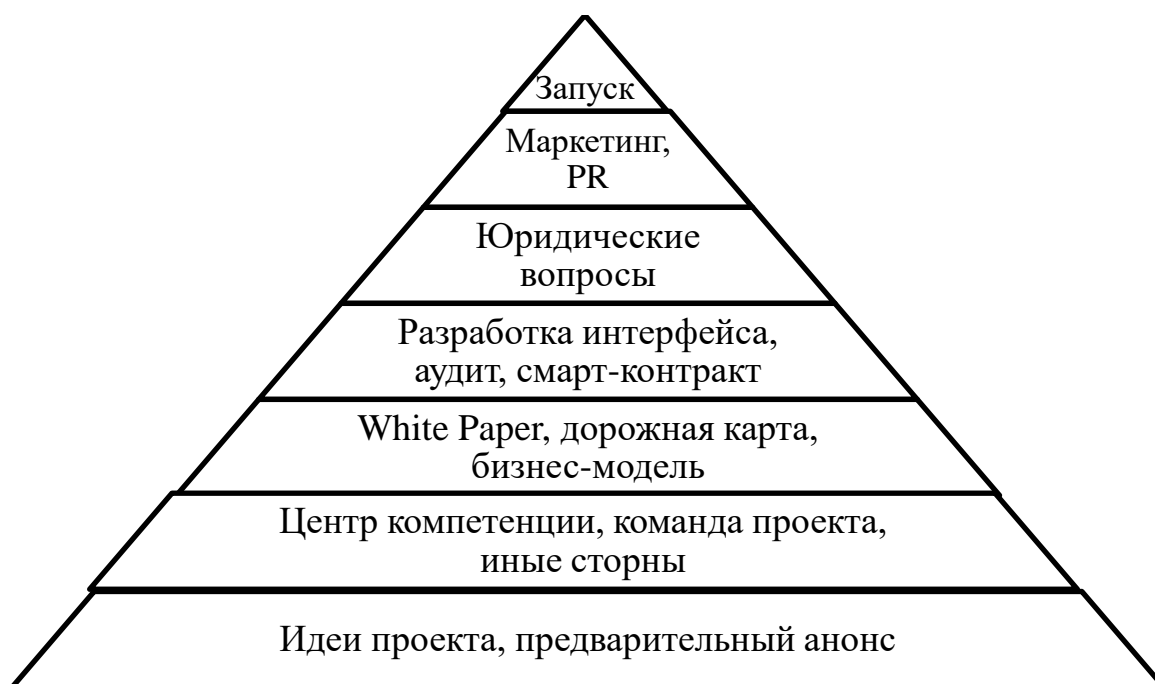 Запуск
Маркетинг,
PR
Юридические
вопросы
Разработка интерфейса,
аудит, смарт-контракт
White Paper, дорожная карта,
бизнес-модель
Центр компетенции, команда проекта,
иные сторны
Идеи проекта, предварительный анонс